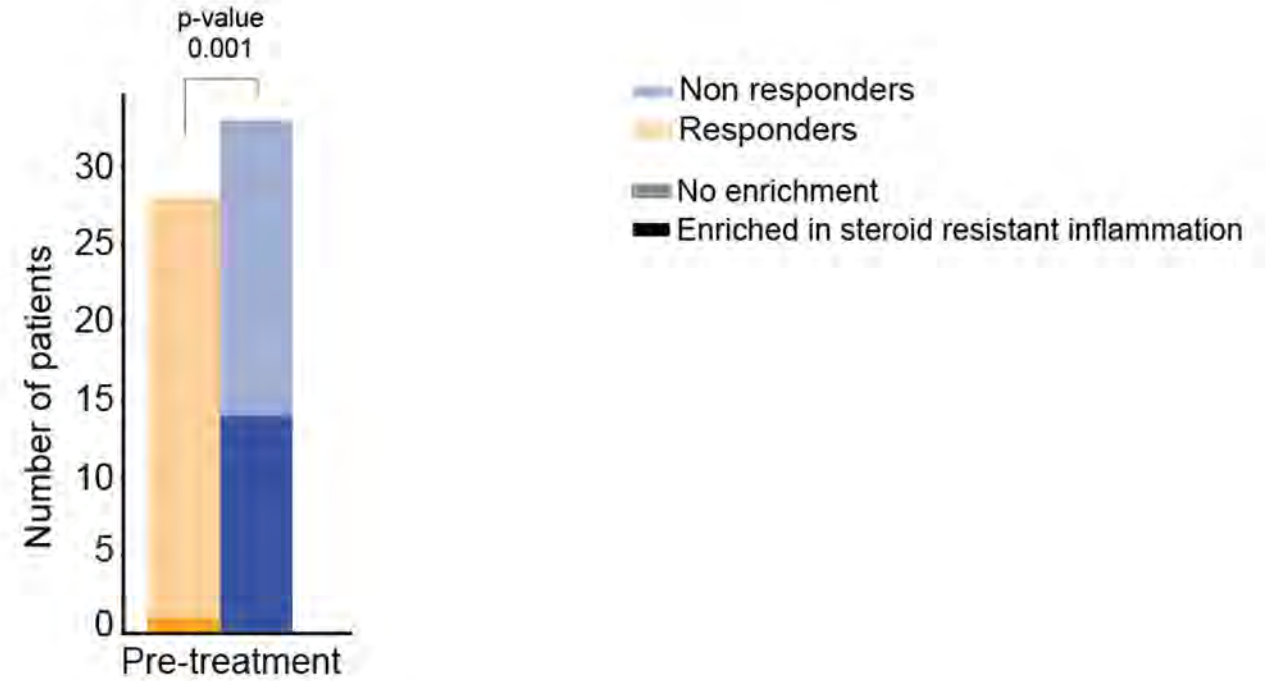 p-value
0.001
Non responders
Responders
No enrichment
Enriched in steroid resistant inflammation
Number of patients
30
25
20
15
10
5
0
Pre-treatment